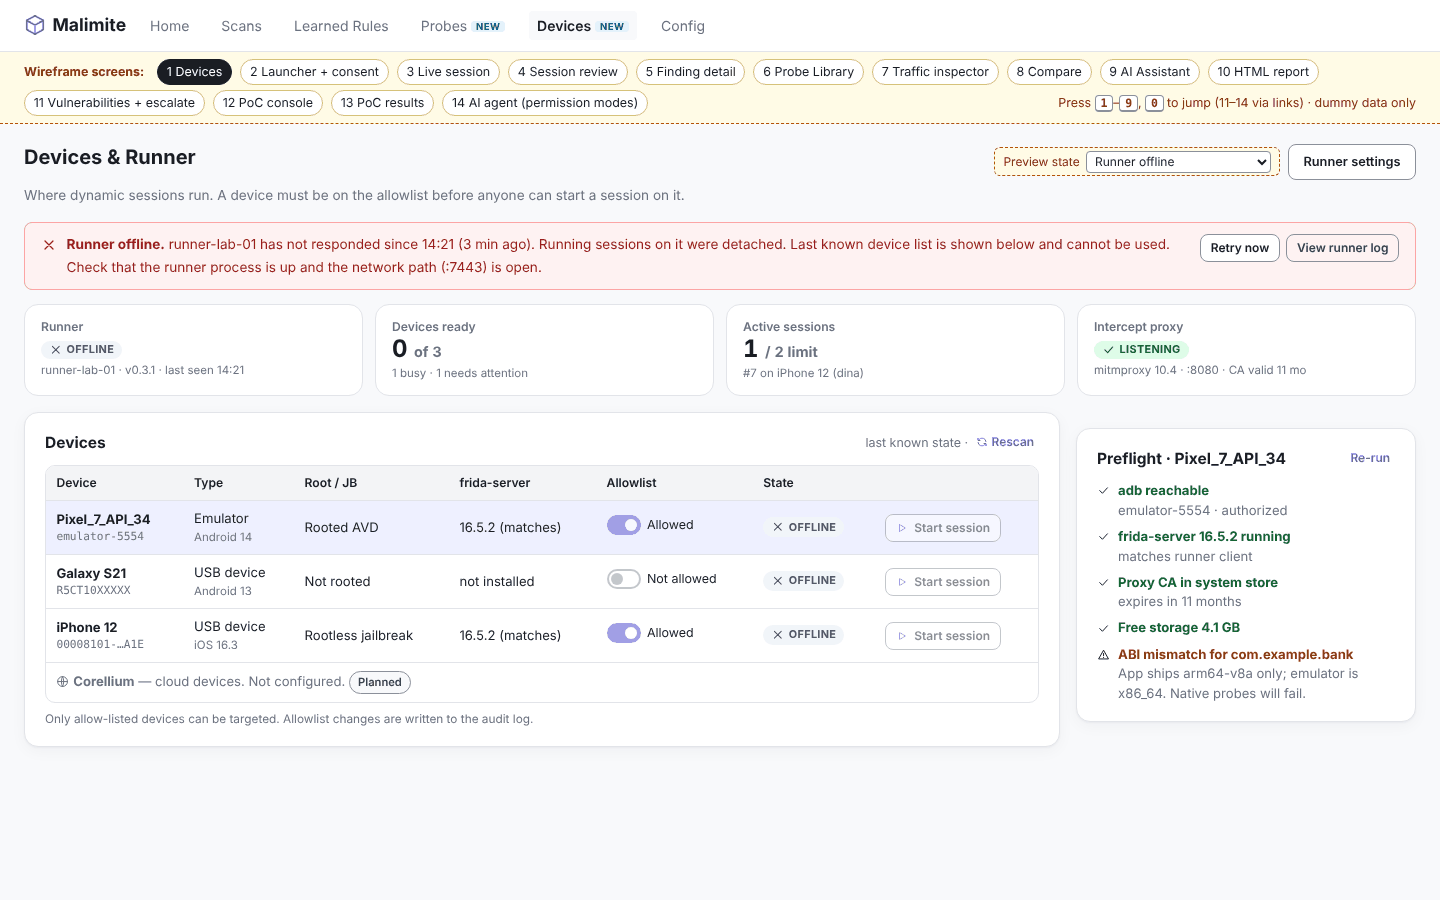 Malimite
Home
Scans
Learned Rules
Probes NEW
Devices NEW
Config
Wireframe screens:
1 Devices
2 Launcher + consent
3 Live session
4 Session review
5 Finding detail
6 Probe Library
7 Traffic inspector
8 Compare
9 AI Assistant
10 HTML report
11 Vulnerabilities + escalate
12 PoC console
13 PoC results
14 AI agent (permission modes)
Press 1–9, 0 to jump (11–14 via links) · dummy data only
Devices & Runner
Preview state
Runner offline
Runner settings
Where dynamic sessions run. A device must be on the allowlist before anyone can start a session on it.
Runner offline. runner-lab-01 has not responded since 14:21 (3 min ago). Running sessions on it were detached. Last known device list is shown below and cannot be used.
Check that the runner process is up and the network path (:7443) is open.
Retry now
View runner log
Runner
OFFLINE
runner-lab-01 · v0.3.1 · last seen 14:21
Devices ready
0 of 3
1 busy · 1 needs attention
Active sessions
1 / 2 limit
#7 on iPhone 12 (dina)
Intercept proxy
LISTENING
mitmproxy 10.4 · :8080 · CA valid 11 mo
Devices
last known state ·
Rescan
Device Type Root / JB frida-server Allowlist State
Pixel_7_API_34
emulator-5554
Emulator
Android 14
Rooted AVD
16.5.2 (matches)
Allowed
OFFLINE
Start session
Galaxy S21
R5CT10XXXXX
USB device
Android 13
Not rooted
not installed
Not allowed
OFFLINE
Start session
iPhone 12
00008101-…A1E
USB device
iOS 16.3
Rootless jailbreak
16.5.2 (matches)
Allowed
OFFLINE
Start session
Corellium — cloud devices. Not configured. Planned
Only allow-listed devices can be targeted. Allowlist changes are written to the audit log.
Preflight · Pixel_7_API_34
Re-run
adb reachable
emulator-5554 · authorized
frida-server 16.5.2 running
matches runner client
Proxy CA in system store
expires in 11 months
Free storage 4.1 GB
ABI mismatch for com.example.bank
App ships arm64-v8a only; emulator is
x86_64. Native probes will fail.